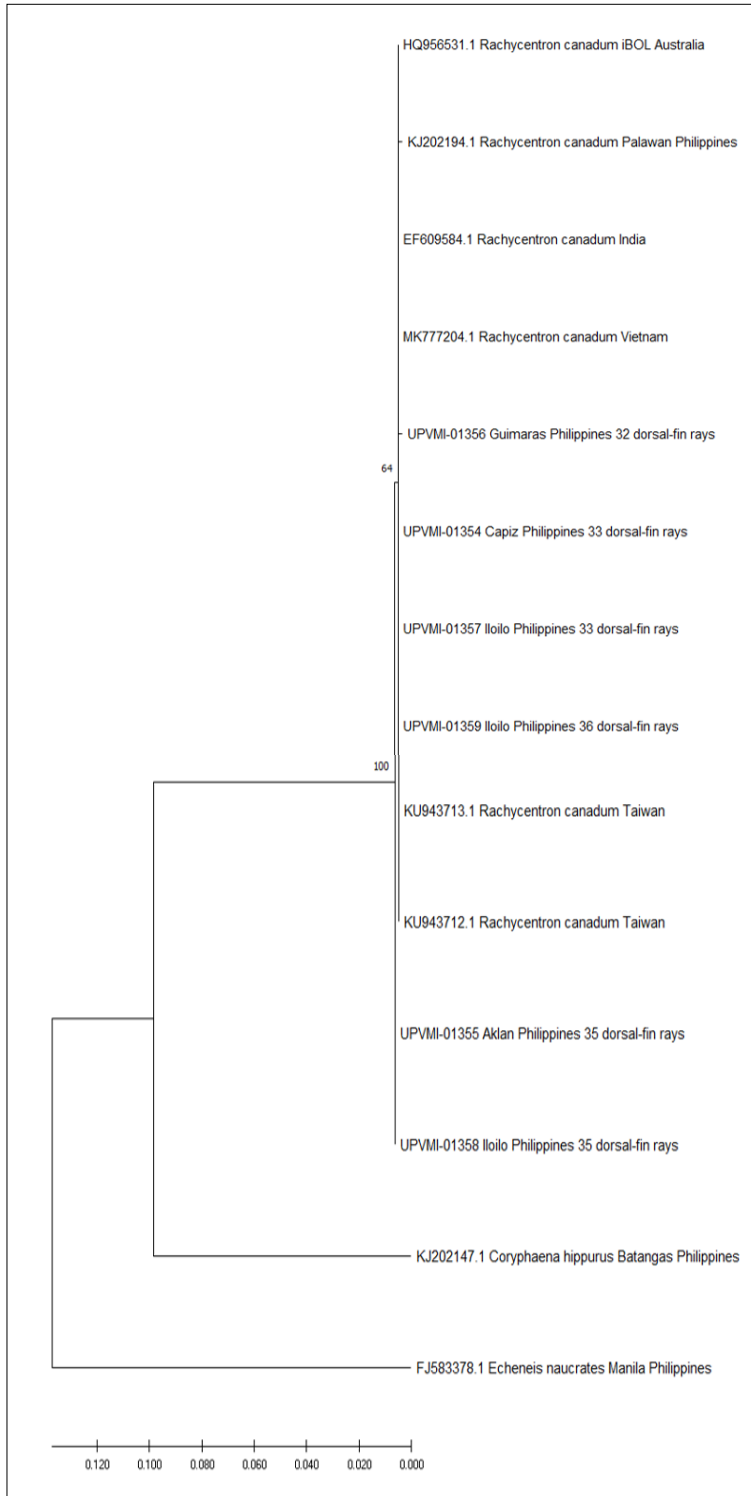 HQ956531.1 Rachycentron canadum iBOL Australia
KJ202194.1 Rachycentron canadum Palawan Philippines
EF609584.1 Rachycentron canadum India
MK777204.1 Rachycentron canadum Vietnam
UPVMI-01356 Guimaras Philippines 32 dorsal-fin rays
64
UPVMI-01354 Capiz Philippines 33 dorsal-fin rays
UPVMI-01357 Iloilo Philippines 33 dorsal-fin rays
UPVMI-01359 Iloilo Philippines 36 dorsal-fin rays
100
KU943713.1 Rachycentron canadum Taiwan
KU943712.1 Rachycentron canadum Taiwan
UPVMI-01355 Aklan Philippines 35 dorsal-fin rays
UPVMI-01358 Iloilo Philippines 35 dorsal-fin rays
KJ202147.1 Coryphaena hippurus Batangas Philippines
FJ583378.1 Echeneis naucrates Manila Philippines
0.120 0.100 0.080 0.060 0.040 0.020 0.000